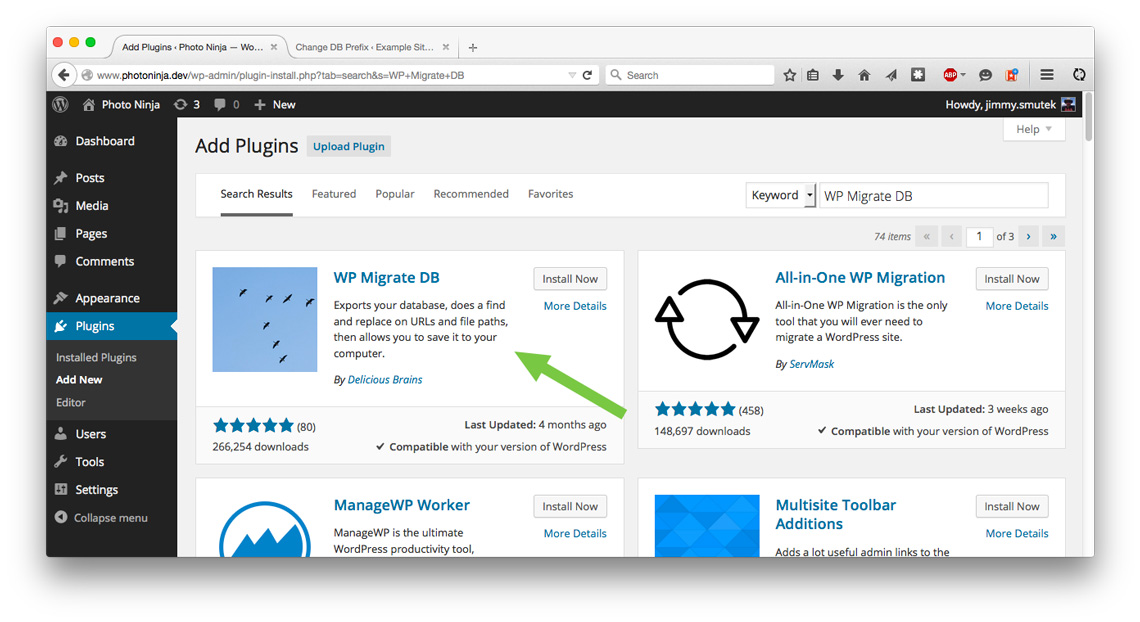 Add Plugins ‹ Photo Ninja — Wo...
Change DB Prefix ‹ Example Sit...
www.photoninja.dev/wp-admin/plugin-install.php?tab=search&s=WP+Migrate+DB
Search
ABP
Photo Ninja 3 0 New
Howdy, jimmy.smutek
Help
Dashboard
Posts
Media
Pages
Comments
Appearance
Plugins
Installed Plugins
Add New
Editor
Users
Tools
Settings
Collapse menu
Add Plugins Upload Plugin
Search Results Featured Popular Recommended Favorites
Keyword WP Migrate DB
74 items « ‹ 1 of 3 › »
WP Migrate DB
Install Now
More Details
Exports your database, does a find
and replace on URLs and file paths,
then allows you to save it to your
computer.
By Delicious Brains
(80)
266,254 downloads
Last Updated: 4 months ago
✔ Compatible with your version of WordPress
All-in-One WP Migration
Install Now
More Details
All-in-One WP Migration is the only
tool that you will ever need to
migrate a WordPress site.
By ServMask
(458)
148,697 downloads
Last Updated: 3 weeks ago
✔ Compatible with your version of WordPress
ManageWP Worker
Install Now
More Details
ManageWP is the ultimate
WordPress productivity tool,
Multisite Toolbar
Additions
Install Now
More Details
Adds a lot useful admin links to the